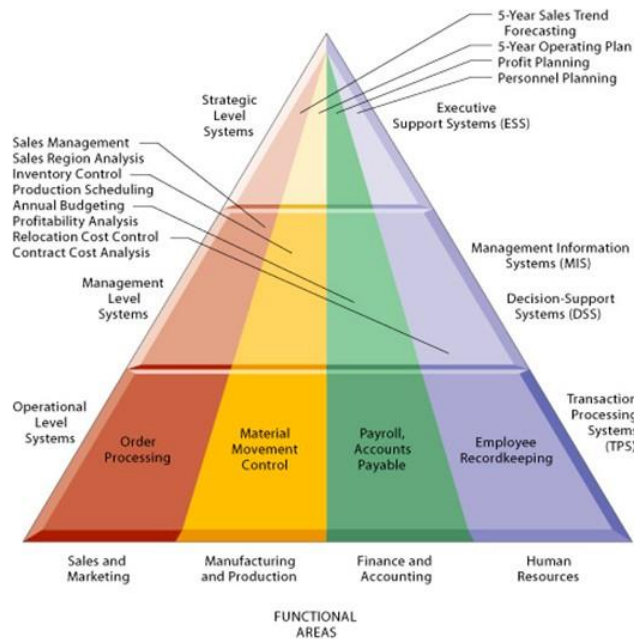 5-Year Sales Trend
Forecasting
5-Year Operating Plan
Profit Planning
Personnel Planning
Strategic
Level
Systems
Executive
Support Systems (ESS)
Sales Management
Sales Region Analysis
Inventory Control
Production Scheduling
Annual Budgeting
Profitability Analysis
Relocation Cost Control
Contract Cost Analysis
Management Information
Systems (MIS)
Management
Level
Systems
Decision-Support
Systems (DSS)
Operational
Level
Systems
Order
Processing
Material
Movement
Control
Payroll,
Accounts
Payable
Employee
Recordkeeping
Transaction
Processing
Systems
(TPS)
Sales and
Marketing
Manufacturing
and Production
Finance and
Accounting
Human
Resources
FUNCTIONAL
AREAS